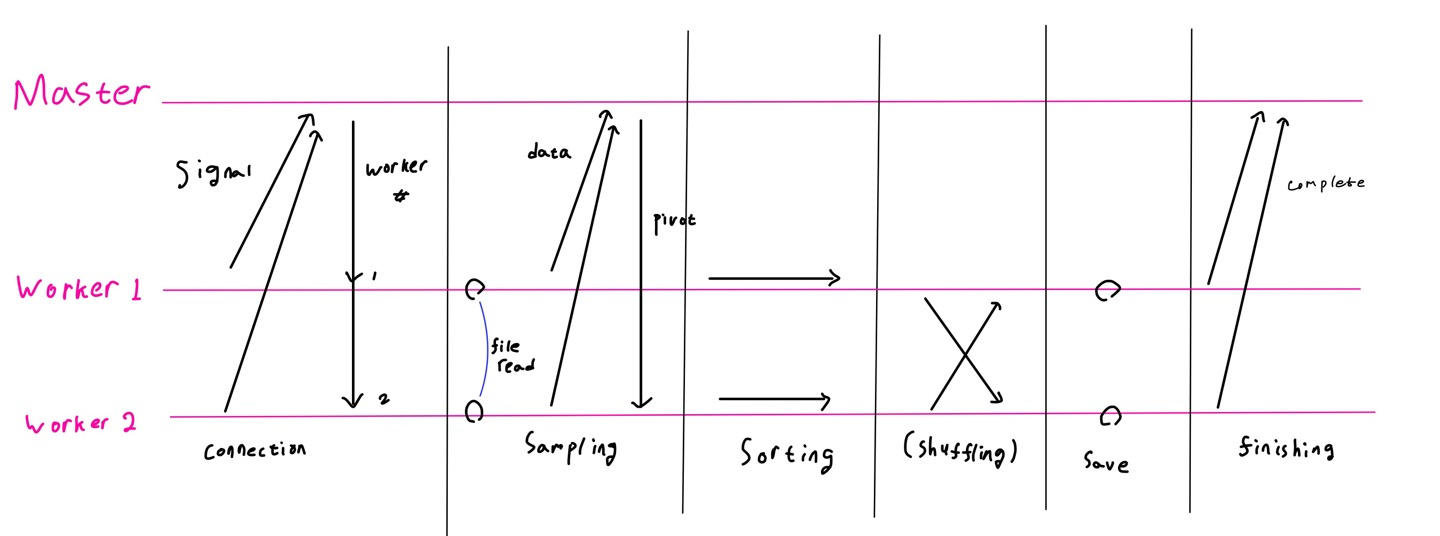 Master
Signal
worker
#
data
pivot
complete
Worker 1
1
file
read
Worker 2
2
Connection
Sampling
Sorting
(shuffling)
Save
finishing